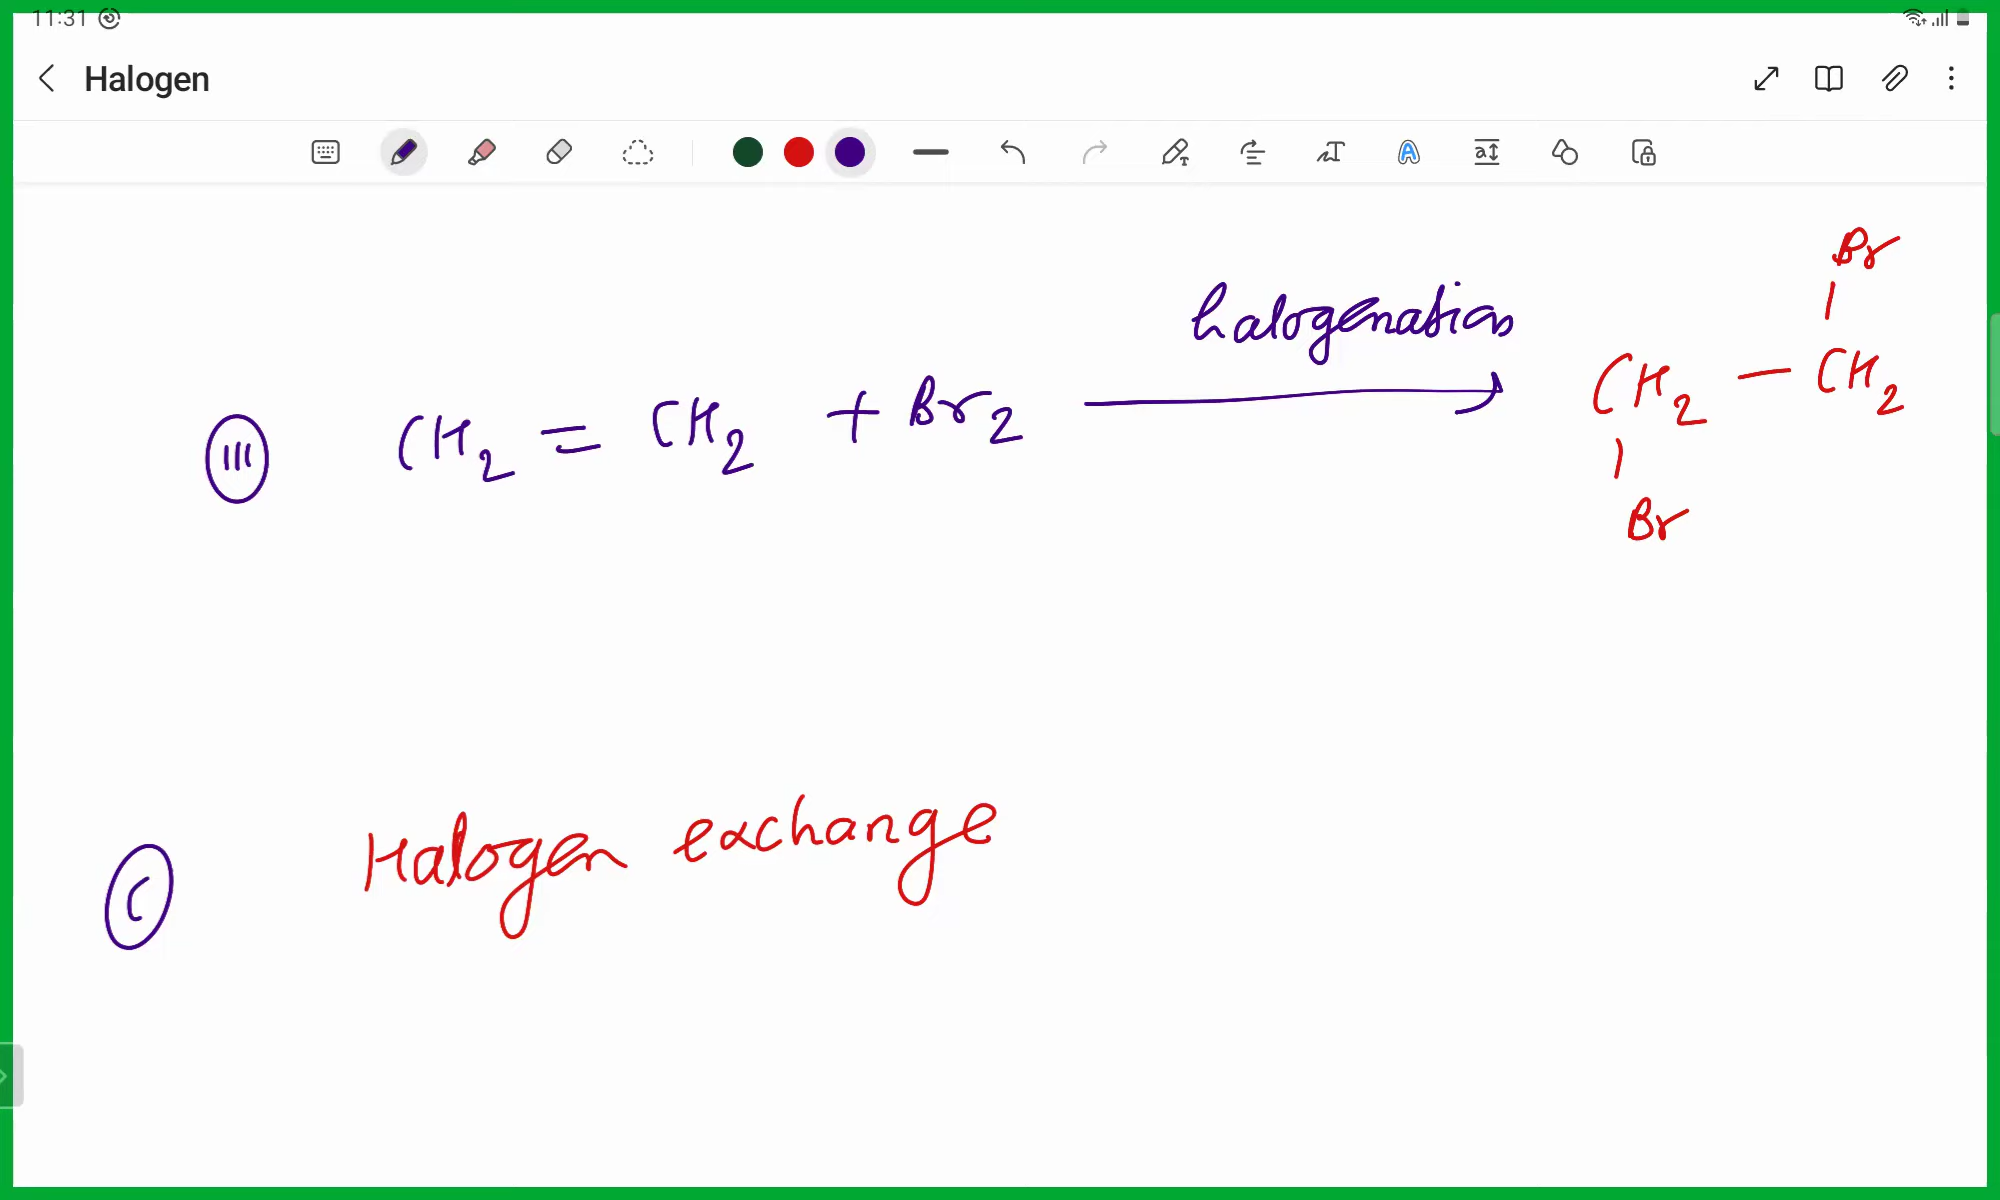 11:31
Halogen
Br
halogenation
(III) CH2 = CH2 + Br2 CH2 - CH2
Br
(C) Halogen exchange